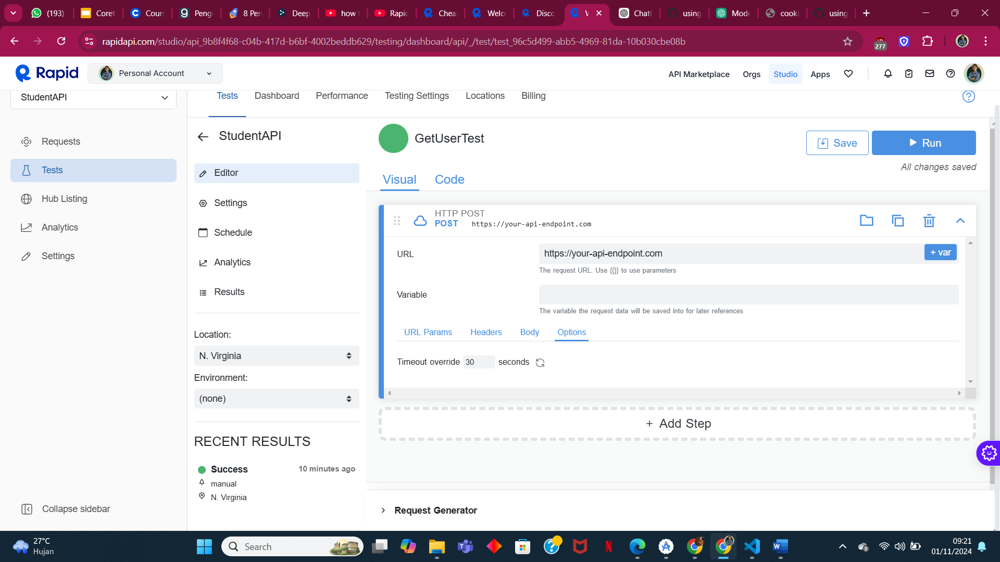 (193)
Coret
Cour
Peng
8 Per
Deep
how t
Rapid
Chea
Welc
Disco
ChatG
using
Mode
cookl
using
rapidapi.com/studio/api_9b8f4f68-c04b-417d-b6bf-4002beddb629/testing/dashboard/api/_/test/test_96c5d499-abb5-4969-81da-10b030cbe08b
277
Rapid
Personal Account
API Marketplace
Orgs
Studio
Apps
StudentAPI
Tests
Dashboard
Performance
Testing Settings
Locations
Billing
Requests
Tests
Hub Listing
Analytics
Settings
Collapse sidebar
StudentAPI
Editor
Settings
Schedule
Analytics
Results
Location:
N. Virginia
Environment:
(none)
RECENT RESULTS
Success
10 minutes ago
manual
N. Virginia
GetUserTest
Save
Run
All changes saved
Visual
Code
HTTP POST
POST https://your-api-endpoint.com
URL
https://your-api-endpoint.com
+ var
The request URL. Use {{}} to use parameters
Variable
The variable the request data will be saved into for later references
URL Params
Headers
Body
Options
Timeout override 30 seconds
+ Add Step
Request Generator
27°C
Hujan
Search
09:21
01/11/2024